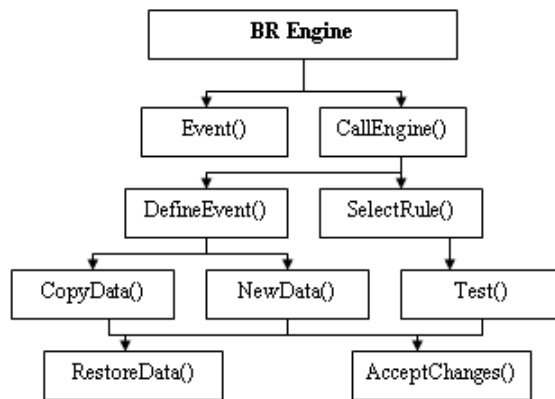 BR Engine
Event()
CallEngine()
DefineEvent()
SelectRule()
CopyData()
NewData()
Test()
RestoreData()
AcceptChanges()